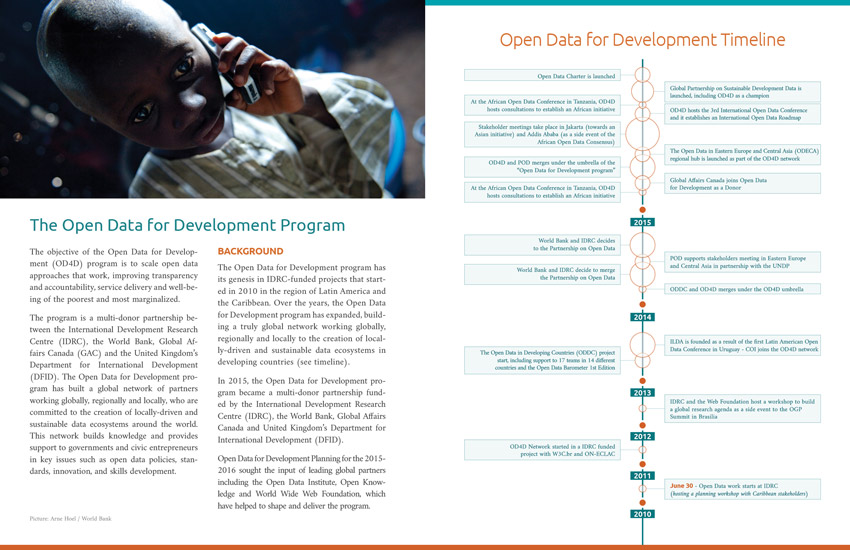 The Open Data for Development Program
The objective of the Open Data for Develop-
ment (OD4D) program is to scale open data
approaches that work, improving transparency
and accountability, service delivery and well-be-
ing of the poorest and most marginalized.
The program is a multi-donor partnership be-
tween the International Development Research
Centre (IDRC), the World Bank, Global Af-
fairs Canada (GAC) and the United Kingdom's
Department for International Development
(DFID). The Open Data for Development pro-
gram has built a global network of partners
working globally, regionally and locally, who are
committed to the creation of locally-driven and
sustainable data ecosystems around the world.
This network builds knowledge and provides
support to governments and civic entrepreneurs
in key issues such as open data policies, stan-
dards, innovation, and skills development.
Picture: Arne Hoel / World Bank
BACKGROUND
The Open Data for Development program has
its genesis in IDRC-funded projects that start-
ed in 2010 in the region of Latin America and
the Caribbean. Over the years, the Open Data
for Development program has expanded, build-
ing a truly global network working globally,
regionally and locally to the creation of local-
ly-driven and sustainable data ecosystems in
developing countries (see timeline).
In 2015, the Open Data for Development pro-
gram became a multi-donor partnership fund-
ed by the International Development Research
Centre (IDRC), the World Bank, Global Affairs
Canada and United Kingdom's Department for
International Development (DFID).
Open Data for Development Planning for the 2015-
2016 sought the input of leading global partners
including the Open Data Institute, Open Know-
ledge and World Wide Web Foundation, which
have helped to shape and deliver the program.
Open Data for Development Timeline
Open Data Charter is launched
Global Partnership on Sustainable Development Data is
launched, including OD4D as a champion
At the African Open Data Conference in Tanzania, OD4D
hosts consultations to establish an African initiative
OD4D hosts the 3rd International Open Data Conference
and it establishes an International Open Data Roadmap
Stakeholder meetings take place in Jakarta (towards an
Asian initiative) and Addis Ababa (as a side event of the
African Open Data Consensus)
The Open Data in Eastern Europe and Central Asia (ODECA)
regional hub is launched as part of the OD4D network
OD4D and POD merges under the umbrella of the
"Open Data for Development program"
Global Affairs Canada joins Open Data
for Development as a Donor
At the African Open Data Conference in Tanzania, OD4D
hosts consultations to establish an African initiative
2015
World Bank and IDRC decides
to the Partnership on Open Data
POD supports stakeholders meeting in Eastern Europe
and Central Asia in partnership with the UNDP
World Bank and IDRC decide to merge
the Partnership on Open Data
ODDC and OD4D merges under the OD4D umbrella
2014
ILDA is founded as a result of the first Latin American Open
Data Conference in Uruguay - COI joins the OD4D network
The Open Data in Developing Countries (ODDC) project
start, including support to 17 teams in 14 different
countries and the Open Data Barometer 1st Edition
2013
IDRC and the Web Foundation host a workshop to build
a global research agenda as a side event to the OGP
Summit in Brasilia
2012
OD4D Network started in a IDRC funded
project with W3C.br and ON-ECLAC
2011
June 30 - Open Data work starts at IDRC
(hosting a planning workshop with Caribbean stakeholders)
2010